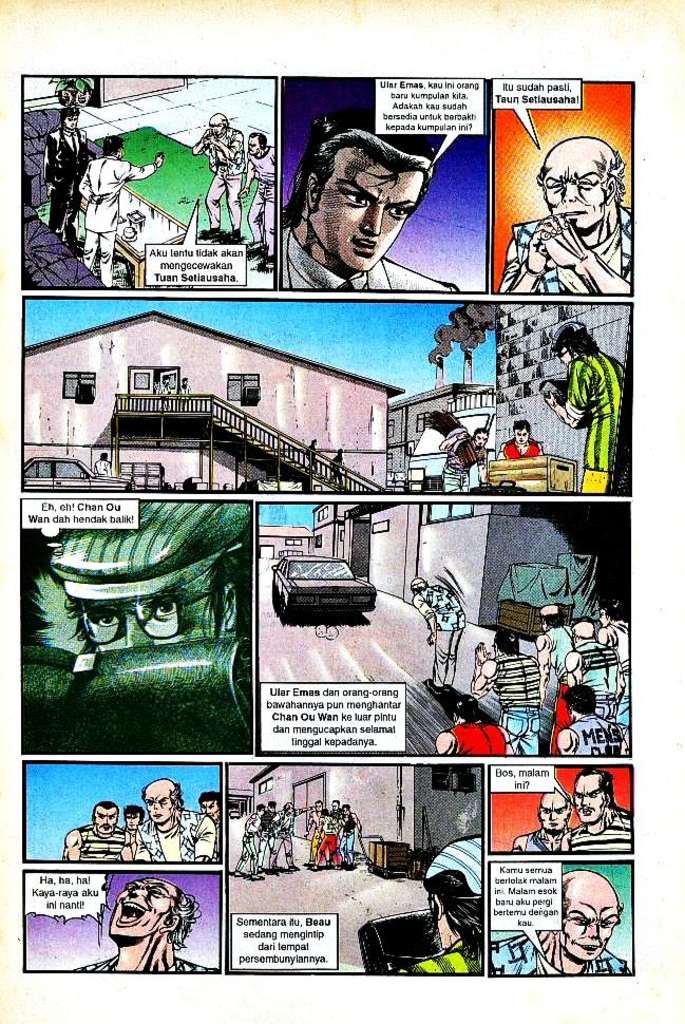 Aku tentu tidak akan
mengecewakan
Tuan Setiausaha.
Ular Emas, kau ini orang
baru kumpulan kita.
Adakah kau sudah
bersedia untuk berbakti
kepada kumpulan ini?
Itu sudah pasti,
Taun Setiausaha!
Eh, eh! Chan Ou
Wan dah hendak balik!
Ular Emas dan orang-orang
bawahannya pun menghantar
Chan Ou Wan ke luar pintu
dan mengucapkan selamat
tinggal kepadanya.
Ha, ha, ha!
Kaya-raya aku
ini nanti!
Sementara itu, Beau
sedang mengintip
dari tempat
persembunyiannya.
Bos, malam
ini?
Kamu semua
berehatlah malam
ini. Malam esok
baru aku pergi
bertemu dengan
kau.